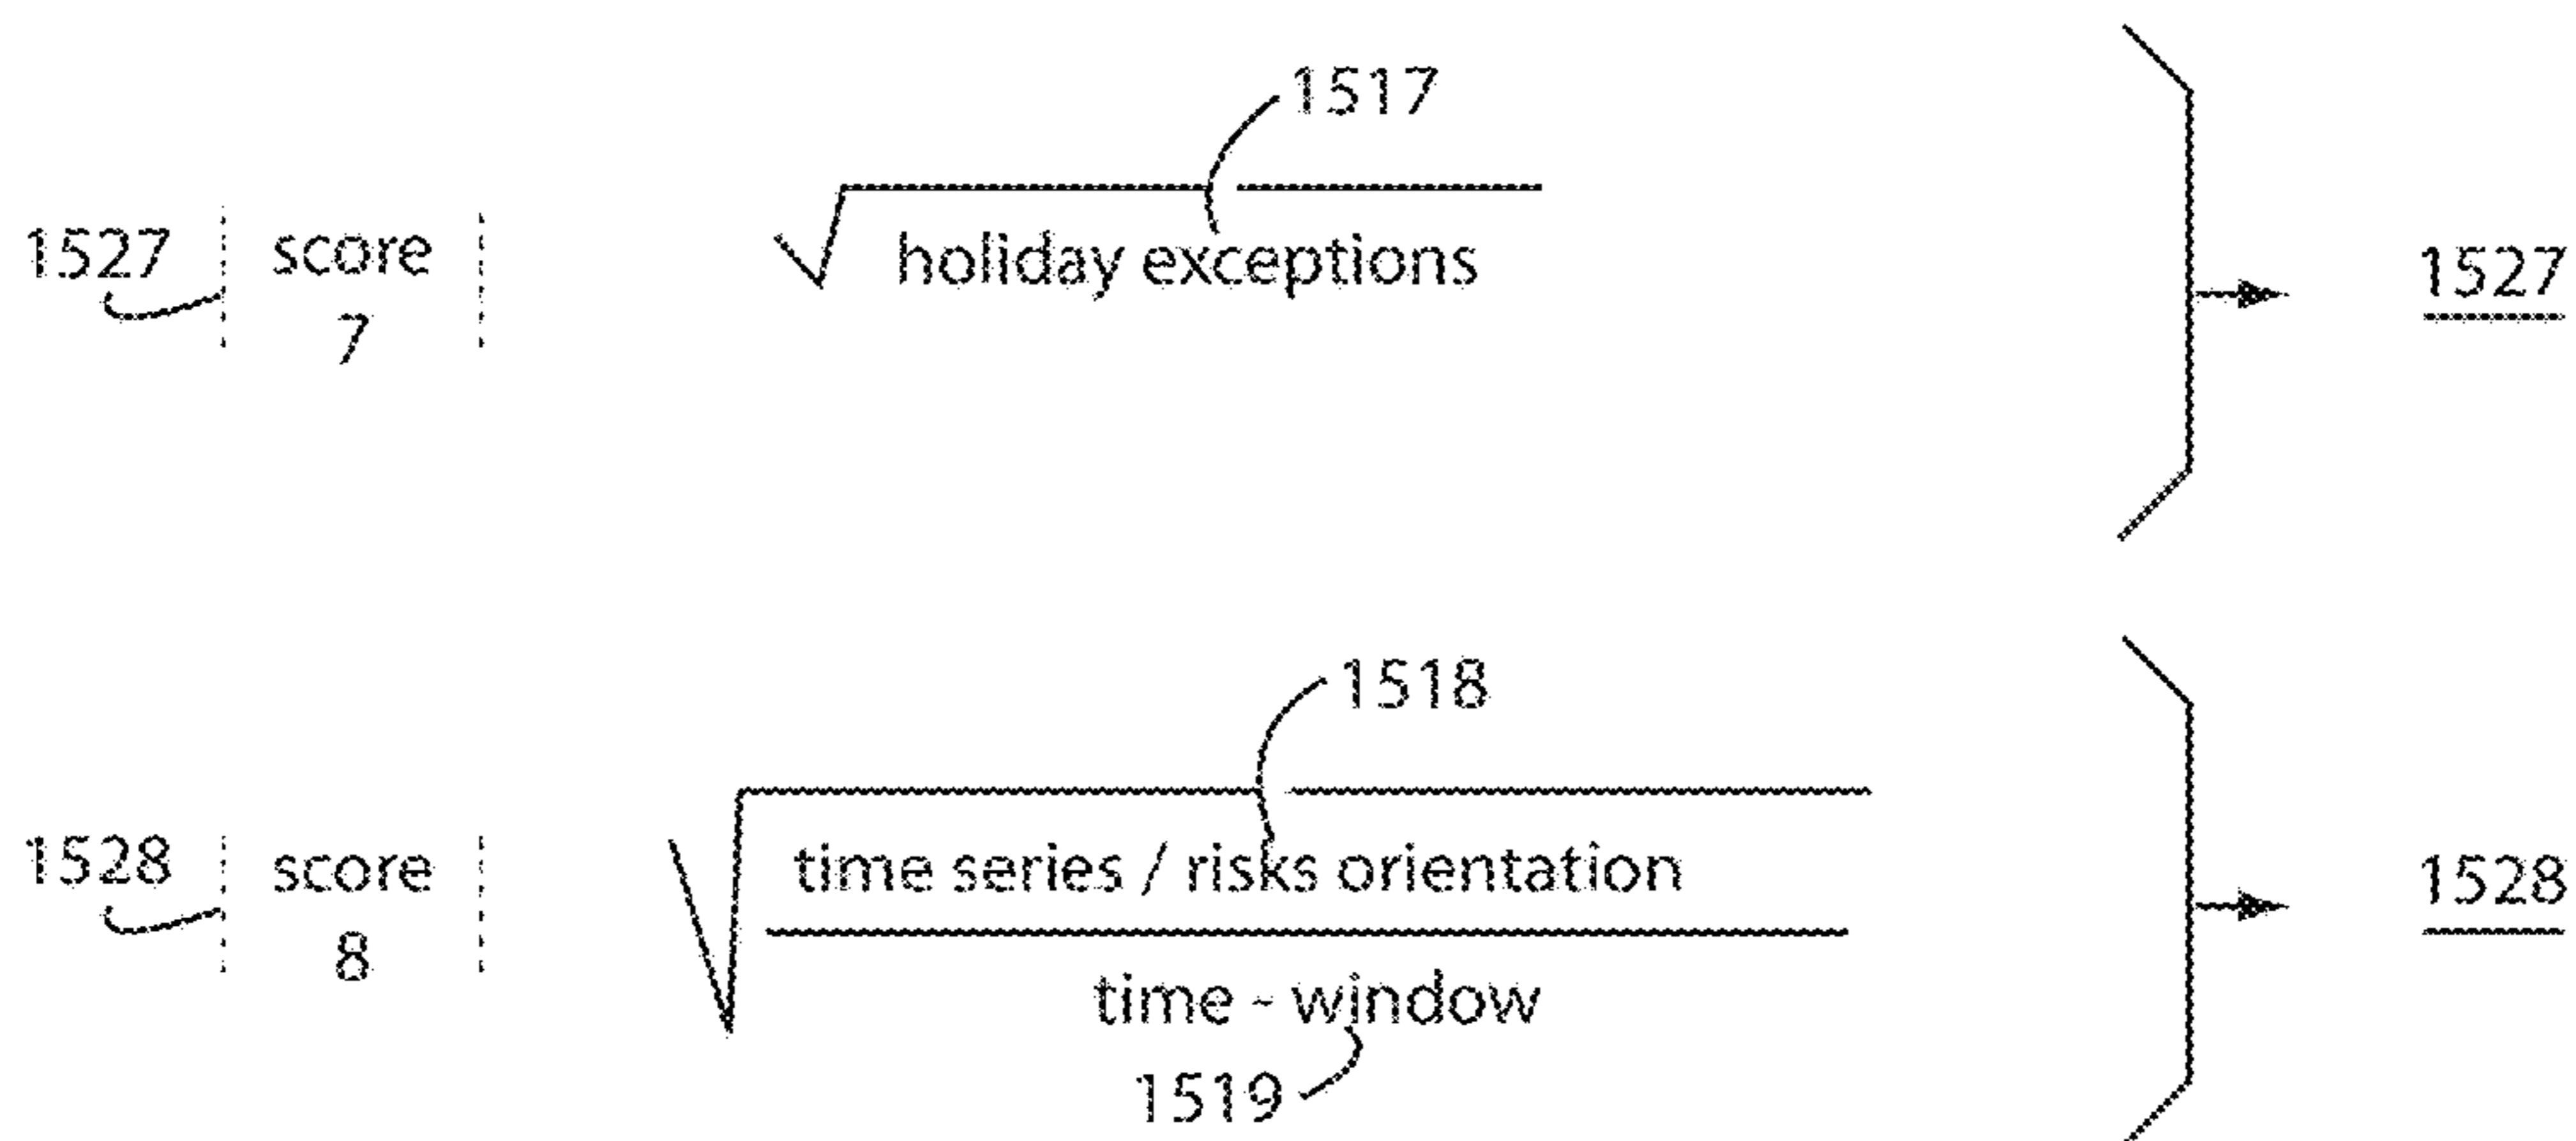 1517
1527 score 7 √ holiday exceptions 1527
1518
1528 score 8 √ time series / risks orientation 1528
time - window
1519